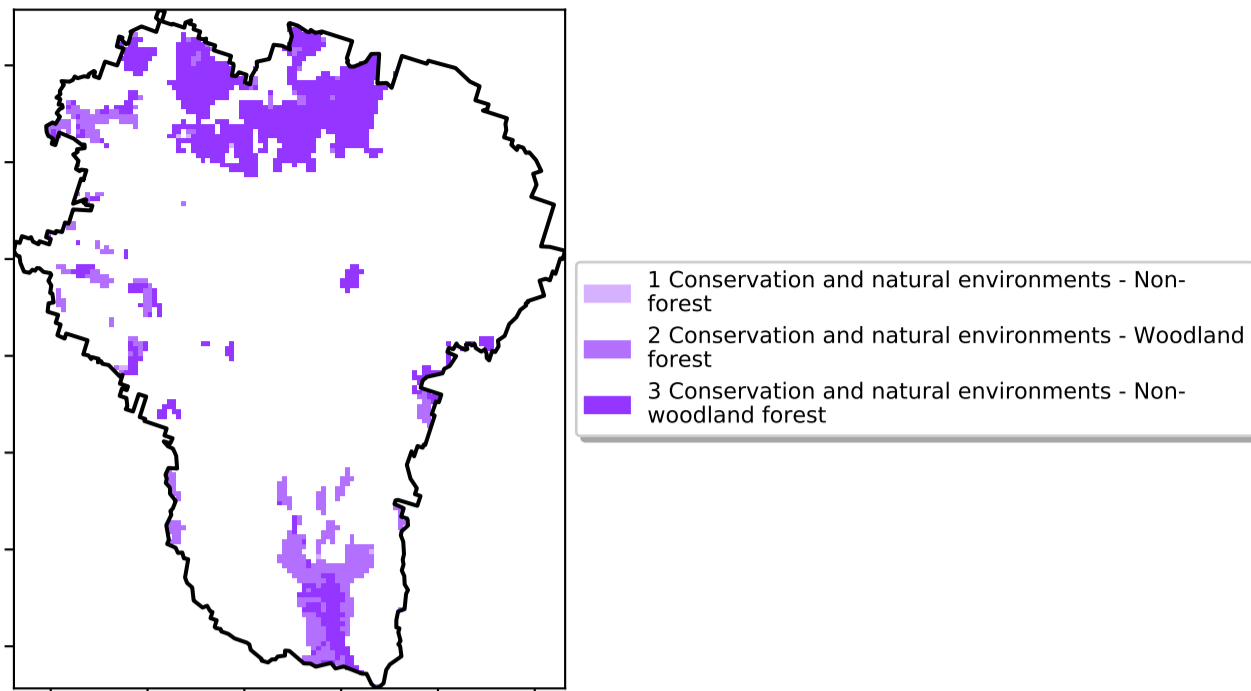 1 Conservation and natural environments - Non-
forest
2 Conservation and natural environments - Woodland
forest
3 Conservation and natural environments - Non-
woodland forest